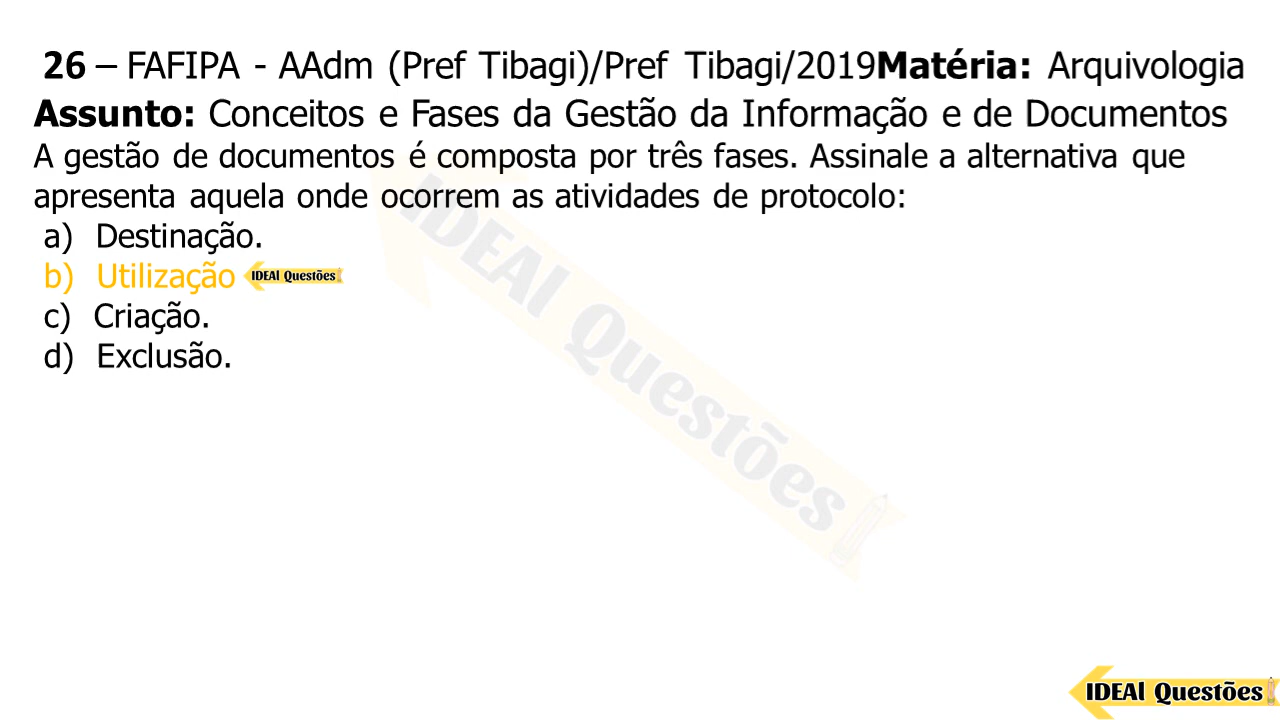 26 – FAFIPA - AAdm (Pref Tibagi)/Pref Tibagi/2019Matéria: Arquivologia
Assunto: Conceitos e Fases da Gestão da Informação e de Documentos
A gestão de documentos é composta por três fases. Assinale a alternativa que
apresenta aquela onde ocorrem as atividades de protocolo:
a) Destinação.
b) Utilização IDEAl Questões
c) Criação.
d) Exclusão.
IDEAl Questões
IDEAl Questões